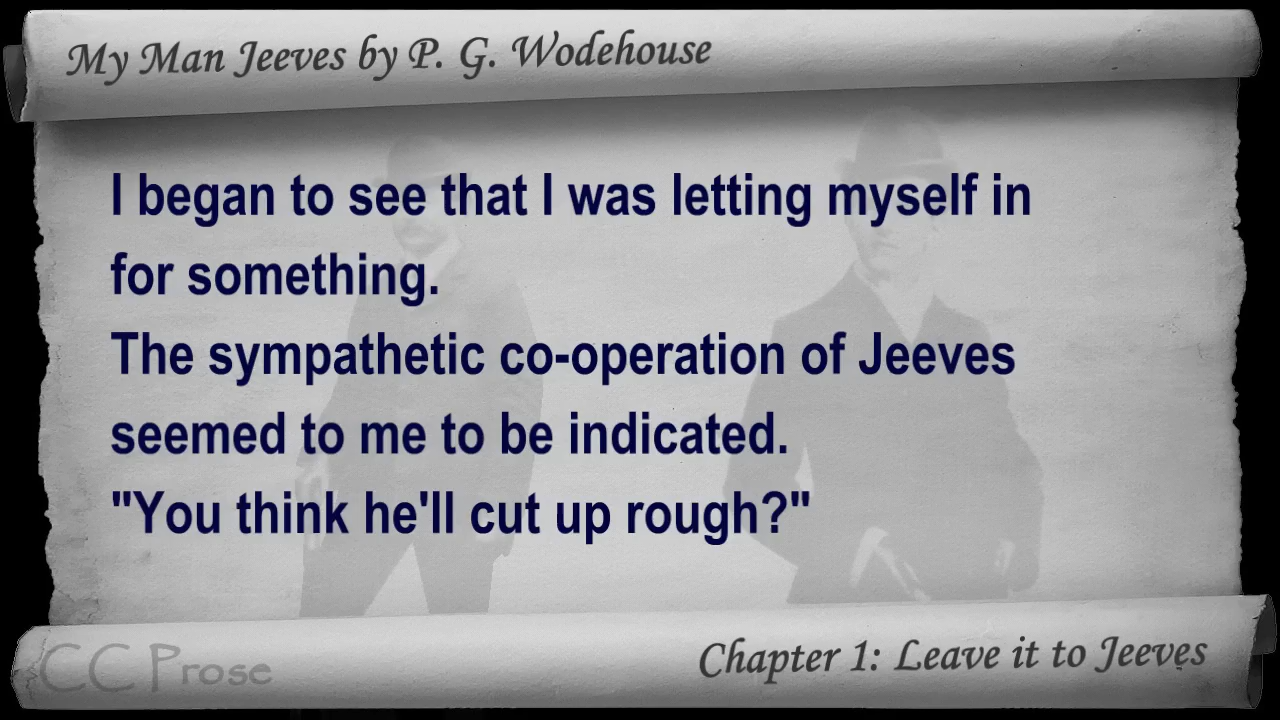 My Man Jeeves by P. G. Wodehouse
I began to see that I was letting myself in
for something.
The sympathetic co-operation of Jeeves
seemed to me to be indicated.
"You think he'll cut up rough?"
CC Prose
Chapter 1: Leave it to Jeeves